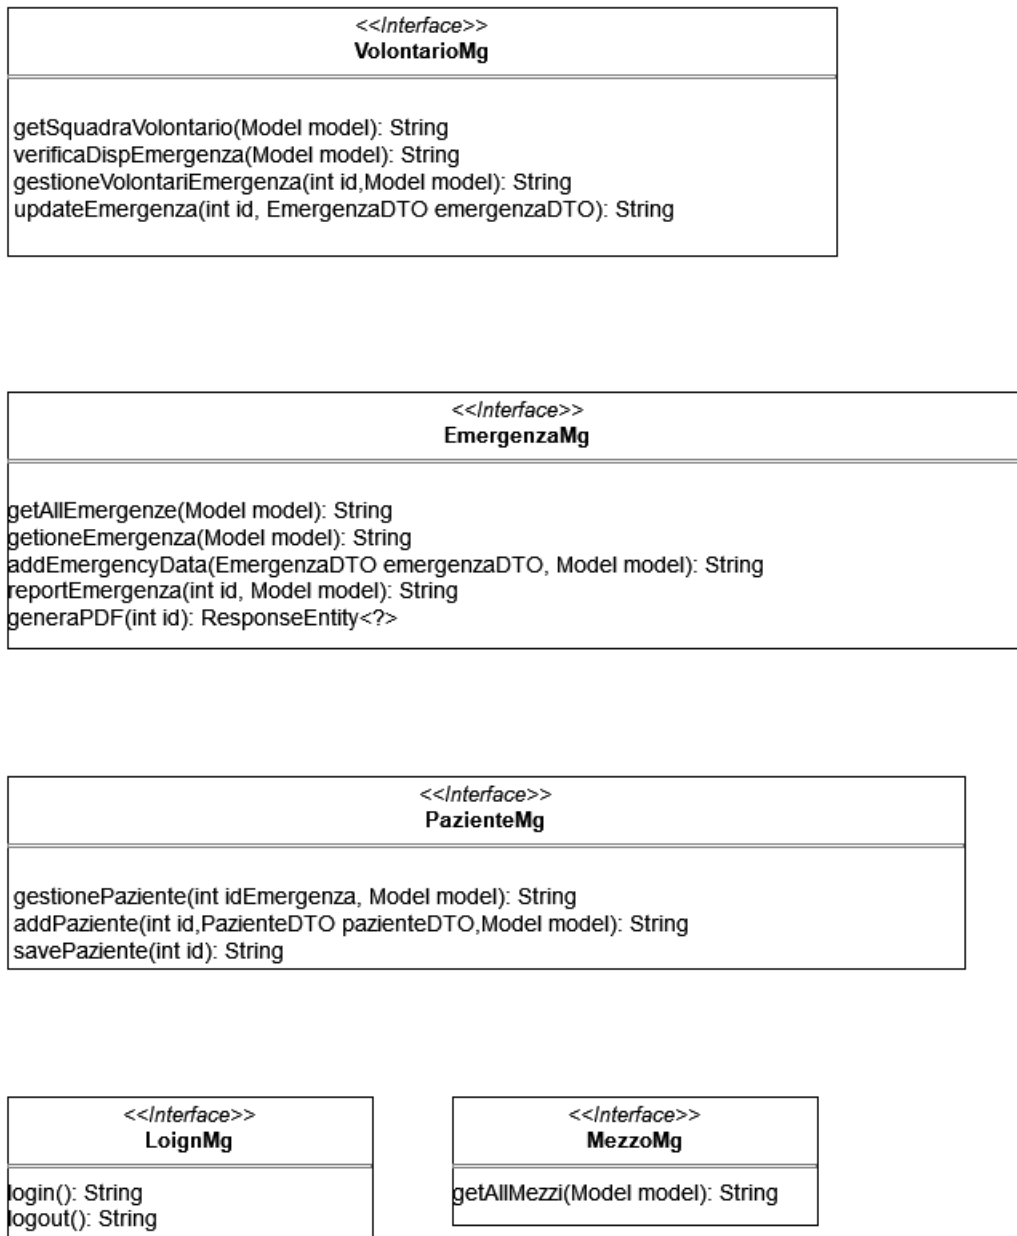 <<Interface>>
VolontarioMg
getSquadraVolontario(Model model): String
verificaDispEmergenza(Model model): String
gestioneVolontariEmergenza(int id,Model model): String
updateEmergenza(int id, EmergenzaDTO emergenzaDTO): String
<<Interface>>
EmergenzaMg
getAllEmergenze(Model model): String
getioneEmergenza(Model model): String
addEmergencyData(EmergenzaDTO emergenzaDTO, Model model): String
reportEmergenza(int id, Model model): String
generaPDF(int id): ResponseEntity<?>
<<Interface>>
PazienteMg
gestionePaziente(int idEmergenza, Model model): String
addPaziente(int id,PazienteDTO pazienteDTO,Model model): String
savePaziente(int id): String
<<Interface>>
LoignMg
login(): String
logout(): String
<<Interface>>
MezzoMg
getAllMezzi(Model model): String